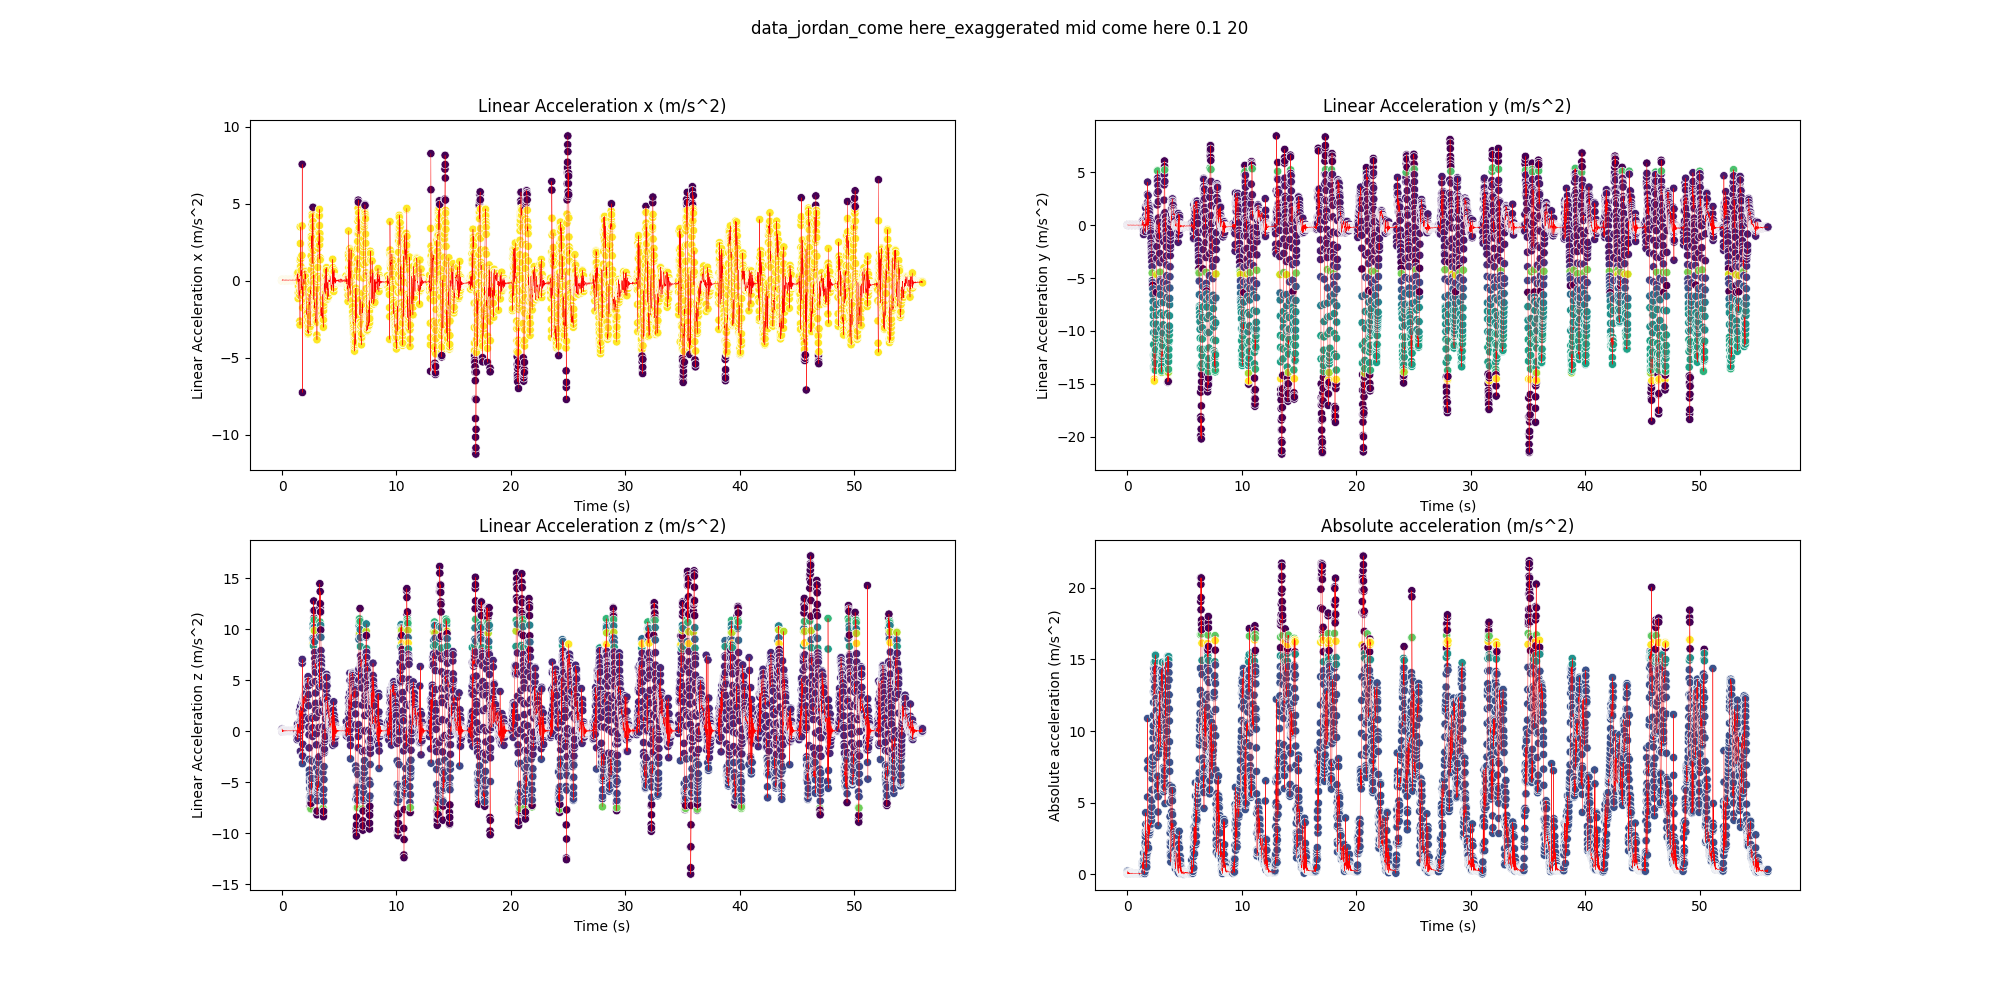 data_jordan_come here_exaggerated mid come here 0.1 20
Linear Acceleration x (m/s^2)
Linear Acceleration x (m/s^2)
10
5
0
−5
−10
0 10 20 30 40 50
Time (s)
Linear Acceleration y (m/s^2)
Linear Acceleration y (m/s^2)
5
0
−5
−10
−15
−20
0 10 20 30 40 50
Time (s)
Linear Acceleration z (m/s^2)
Linear Acceleration z (m/s^2)
15
10
5
0
−5
−10
−15
0 10 20 30 40 50
Time (s)
Absolute acceleration (m/s^2)
Absolute acceleration (m/s^2)
20
15
10
5
0
0 10 20 30 40 50
Time (s)